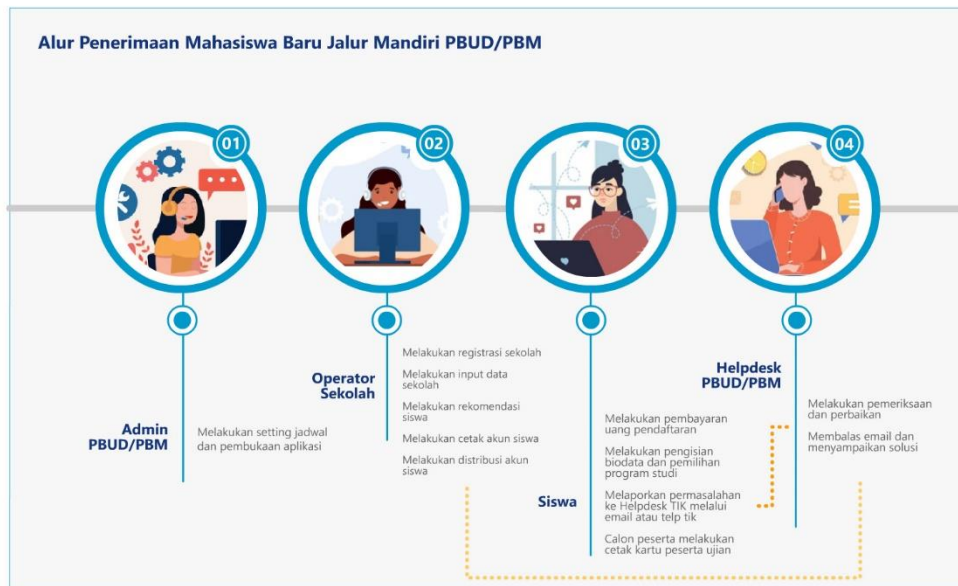 Alur Penerimaan Mahasiswa Baru Jalur Mandiri PBUD/PBM
01
02
03
04
Admin
PBUD/PBM
Melakukan setting jadwal
dan pembukaan aplikasi
Operator
Sekolah
Melakukan registrasi sekolah
Melakukan input data
sekolah
Melakukan rekomendasi
siswa
Melakukan cetak akun siswa
Melakukan distribusi akun
siswa
Siswa
Melakukan pembayaran
uang pendaftaran
Melakukan pengisian
biodata dan pemilihan
program studi
Melaporkan permasalahan
ke Helpdesk TIK melalui
email atau telp tik
Calon peserta melakukan
cetak kartu peserta ujian
Helpdesk
PBUD/PBM
Melakukan pemeriksaan
dan perbaikan
Membalas email dan
menyampaikan solusi